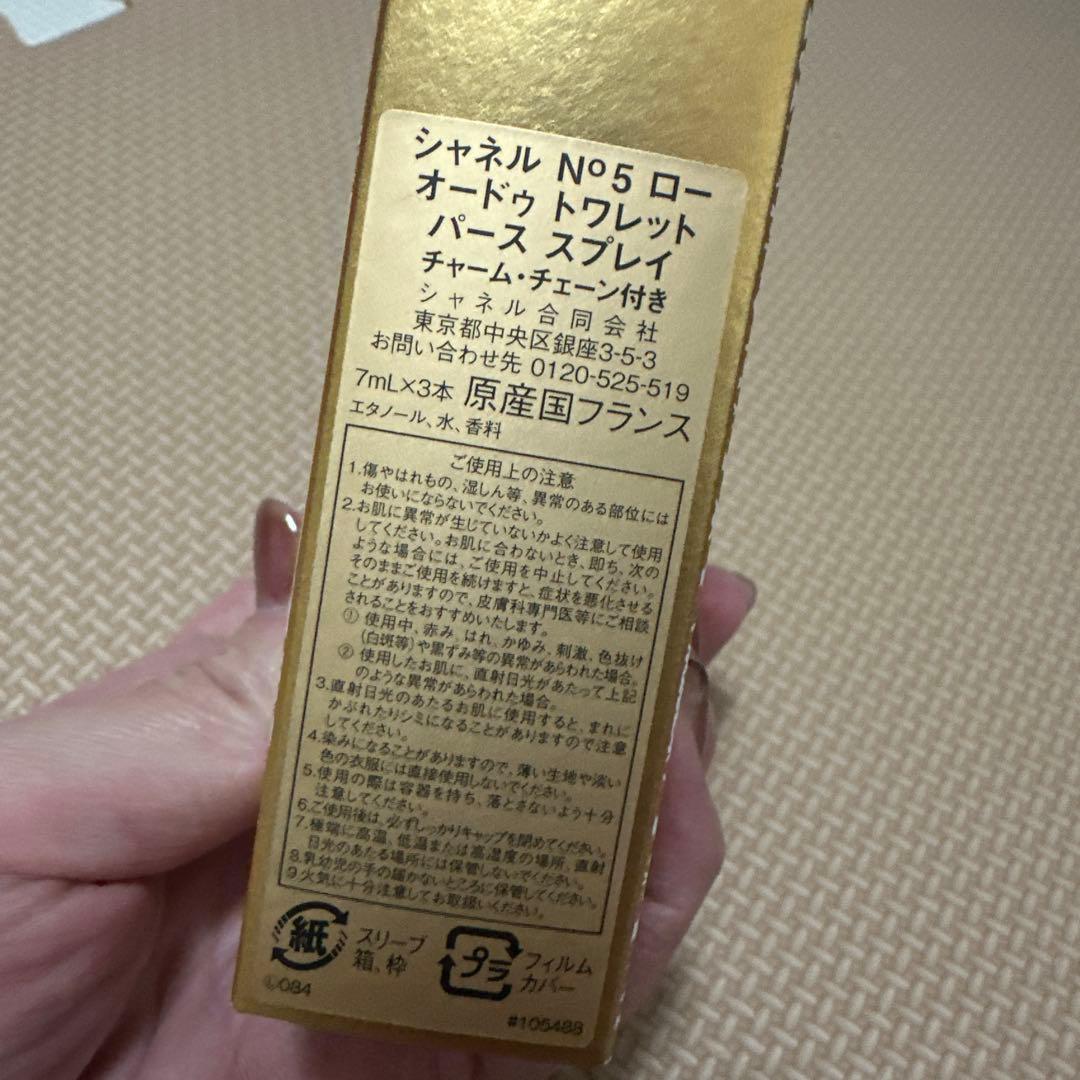 シャネル Nº5 ロー
オードゥ トワレット
パース スプレイ
チャーム・チェーン付き
シャネル合同会社
東京都中央区銀座3-5-3
お問い合わせ先 0120-525-519
7mL×3本 原産国フランス
エタノール、水、香料
ご使用上の注意
1.傷やはれもの、湿しん等、異常のある部位には
お使いにならないでください。
2.お肌に異常が生じていないかよく注意して使用
してください。お肌に合わないとき、即ち、次の
ような場合には、ご使用を中止してください。
そのままご使用を続けますと、症状を悪化させる
ことがありますので、皮膚科専門医等にご相談
されることをおすすめいたします。
① 使用中、赤み、はれ、かゆみ、刺激、色抜け
(白斑等)や黒ずみ等の異常があらわれた場合。
② 使用したお肌に、直射日光があたって上記
のような異常があらわれた場合。
3.直射日光のあたるお肌に使用すると、まれに
かぶれたりシミになることがありますので注意
してください。
4.染みになることがありますので、薄い生地や淡い
色の衣服には直接使用しないでください。
5.使用の際は容器を持ち、落とさないよう十分
注意してください。
6.ご使用後は、必ずしっかりキャップを閉めてください。
7.極端に高温、低温または高湿度の場所、直射
日光のあたる場所には保管しないでください。
8.乳幼児の手の届かないところに保管してください。
9.火気に十分注意してお取扱いください。
紙 スリーブ
箱、枠
プラ フィルム
カバー
Ⓛ084
#105488